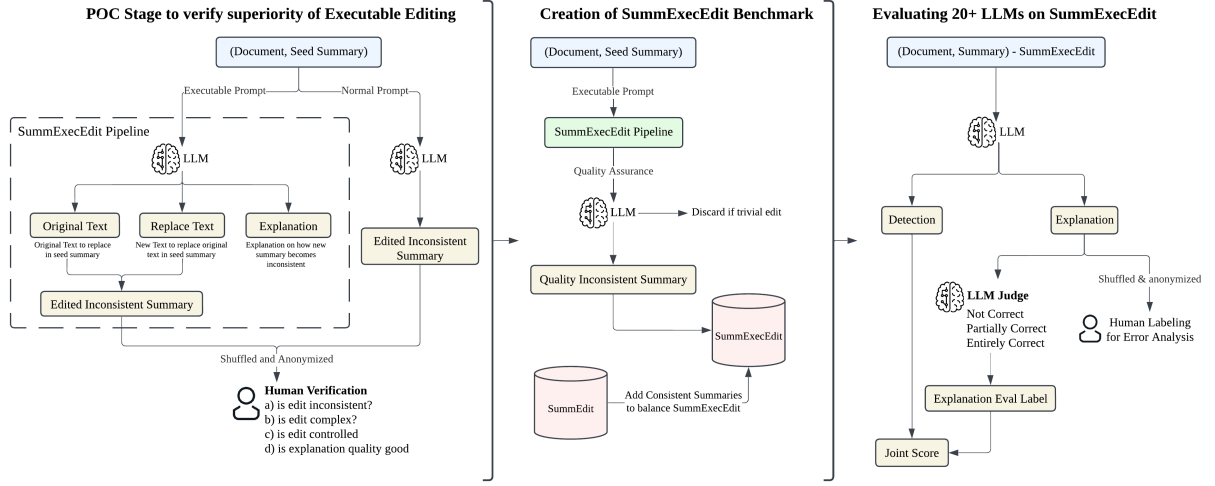 POC Stage to verify superiority of Executable Editing
(Document, Seed Summary)
Executable Prompt
Normal Prompt
SummExecEdit Pipeline
LLM
LLM
Original Text
Replace Text
Explanation
Original Text to replace
in seed summary
New Text to replace original
text in seed summary
Explanation on how new
summary becomes
inconsistent
Edited Inconsistent
Summary
Edited Inconsistent Summary
Shuffled and Anonymized
Human Verification
a) is edit inconsistent?
b) is edit complex?
c) is edit controlled
d) is explanation quality good
Creation of SummExecEdit Benchmark
(Document, Seed Summary)
Executable Prompt
SummExecEdit Pipeline
Quality Assurance
LLM
Discard if trivial edit
Quality Inconsistent Summary
SummExecEdit
SummEdit
Add Consistent Summaries
to balance SummExecEdit
Evaluating 20+ LLMs on SummExecEdit
(Document, Summary) - SummExecEdit
LLM
Detection
Explanation
Shuffled & anonymized
LLM Judge
Not Correct
Partially Correct
Entirely Correct
Human Labeling
for Error Analysis
Explanation Eval Label
Joint Score